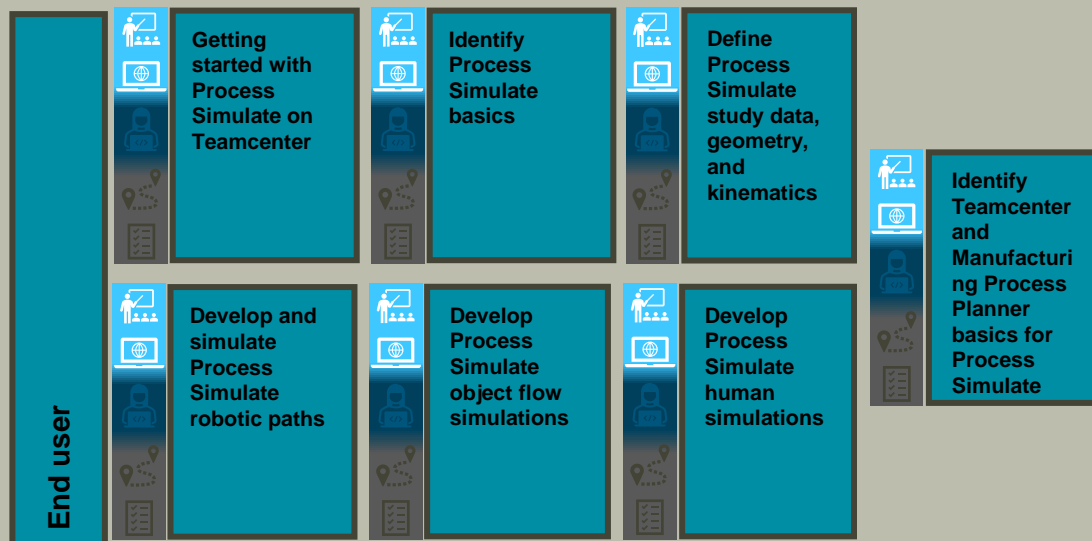 End user
Getting
started with
Process
Simulate on
Teamcenter
Identify
Process
Simulate
basics
Define
Process
Simulate
study data,
geometry,
and
kinematics
Identify
Teamcenter
and
Manufacturi
ng Process
Planner
basics for
Process
Simulate
Develop and
simulate
Process
Simulate
robotic paths
Develop
Process
Simulate
object flow
simulations
Develop
Process
Simulate
human
simulations